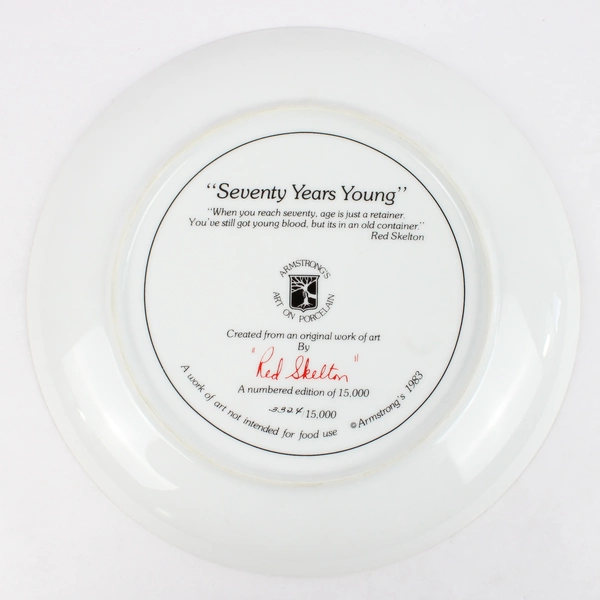 "Seventy Years Young"
"When you reach seventy, age is just a retainer.
You've still got young blood, but its in an old container."
Red Skelton
ARMSTRONG'S
ART ON PORCELAIN
Created from an original work of art
By
"Red Skelton"
A numbered edition of 15,000
3324/15,000
A work of art not intended for food use
© Armstrong's 1983